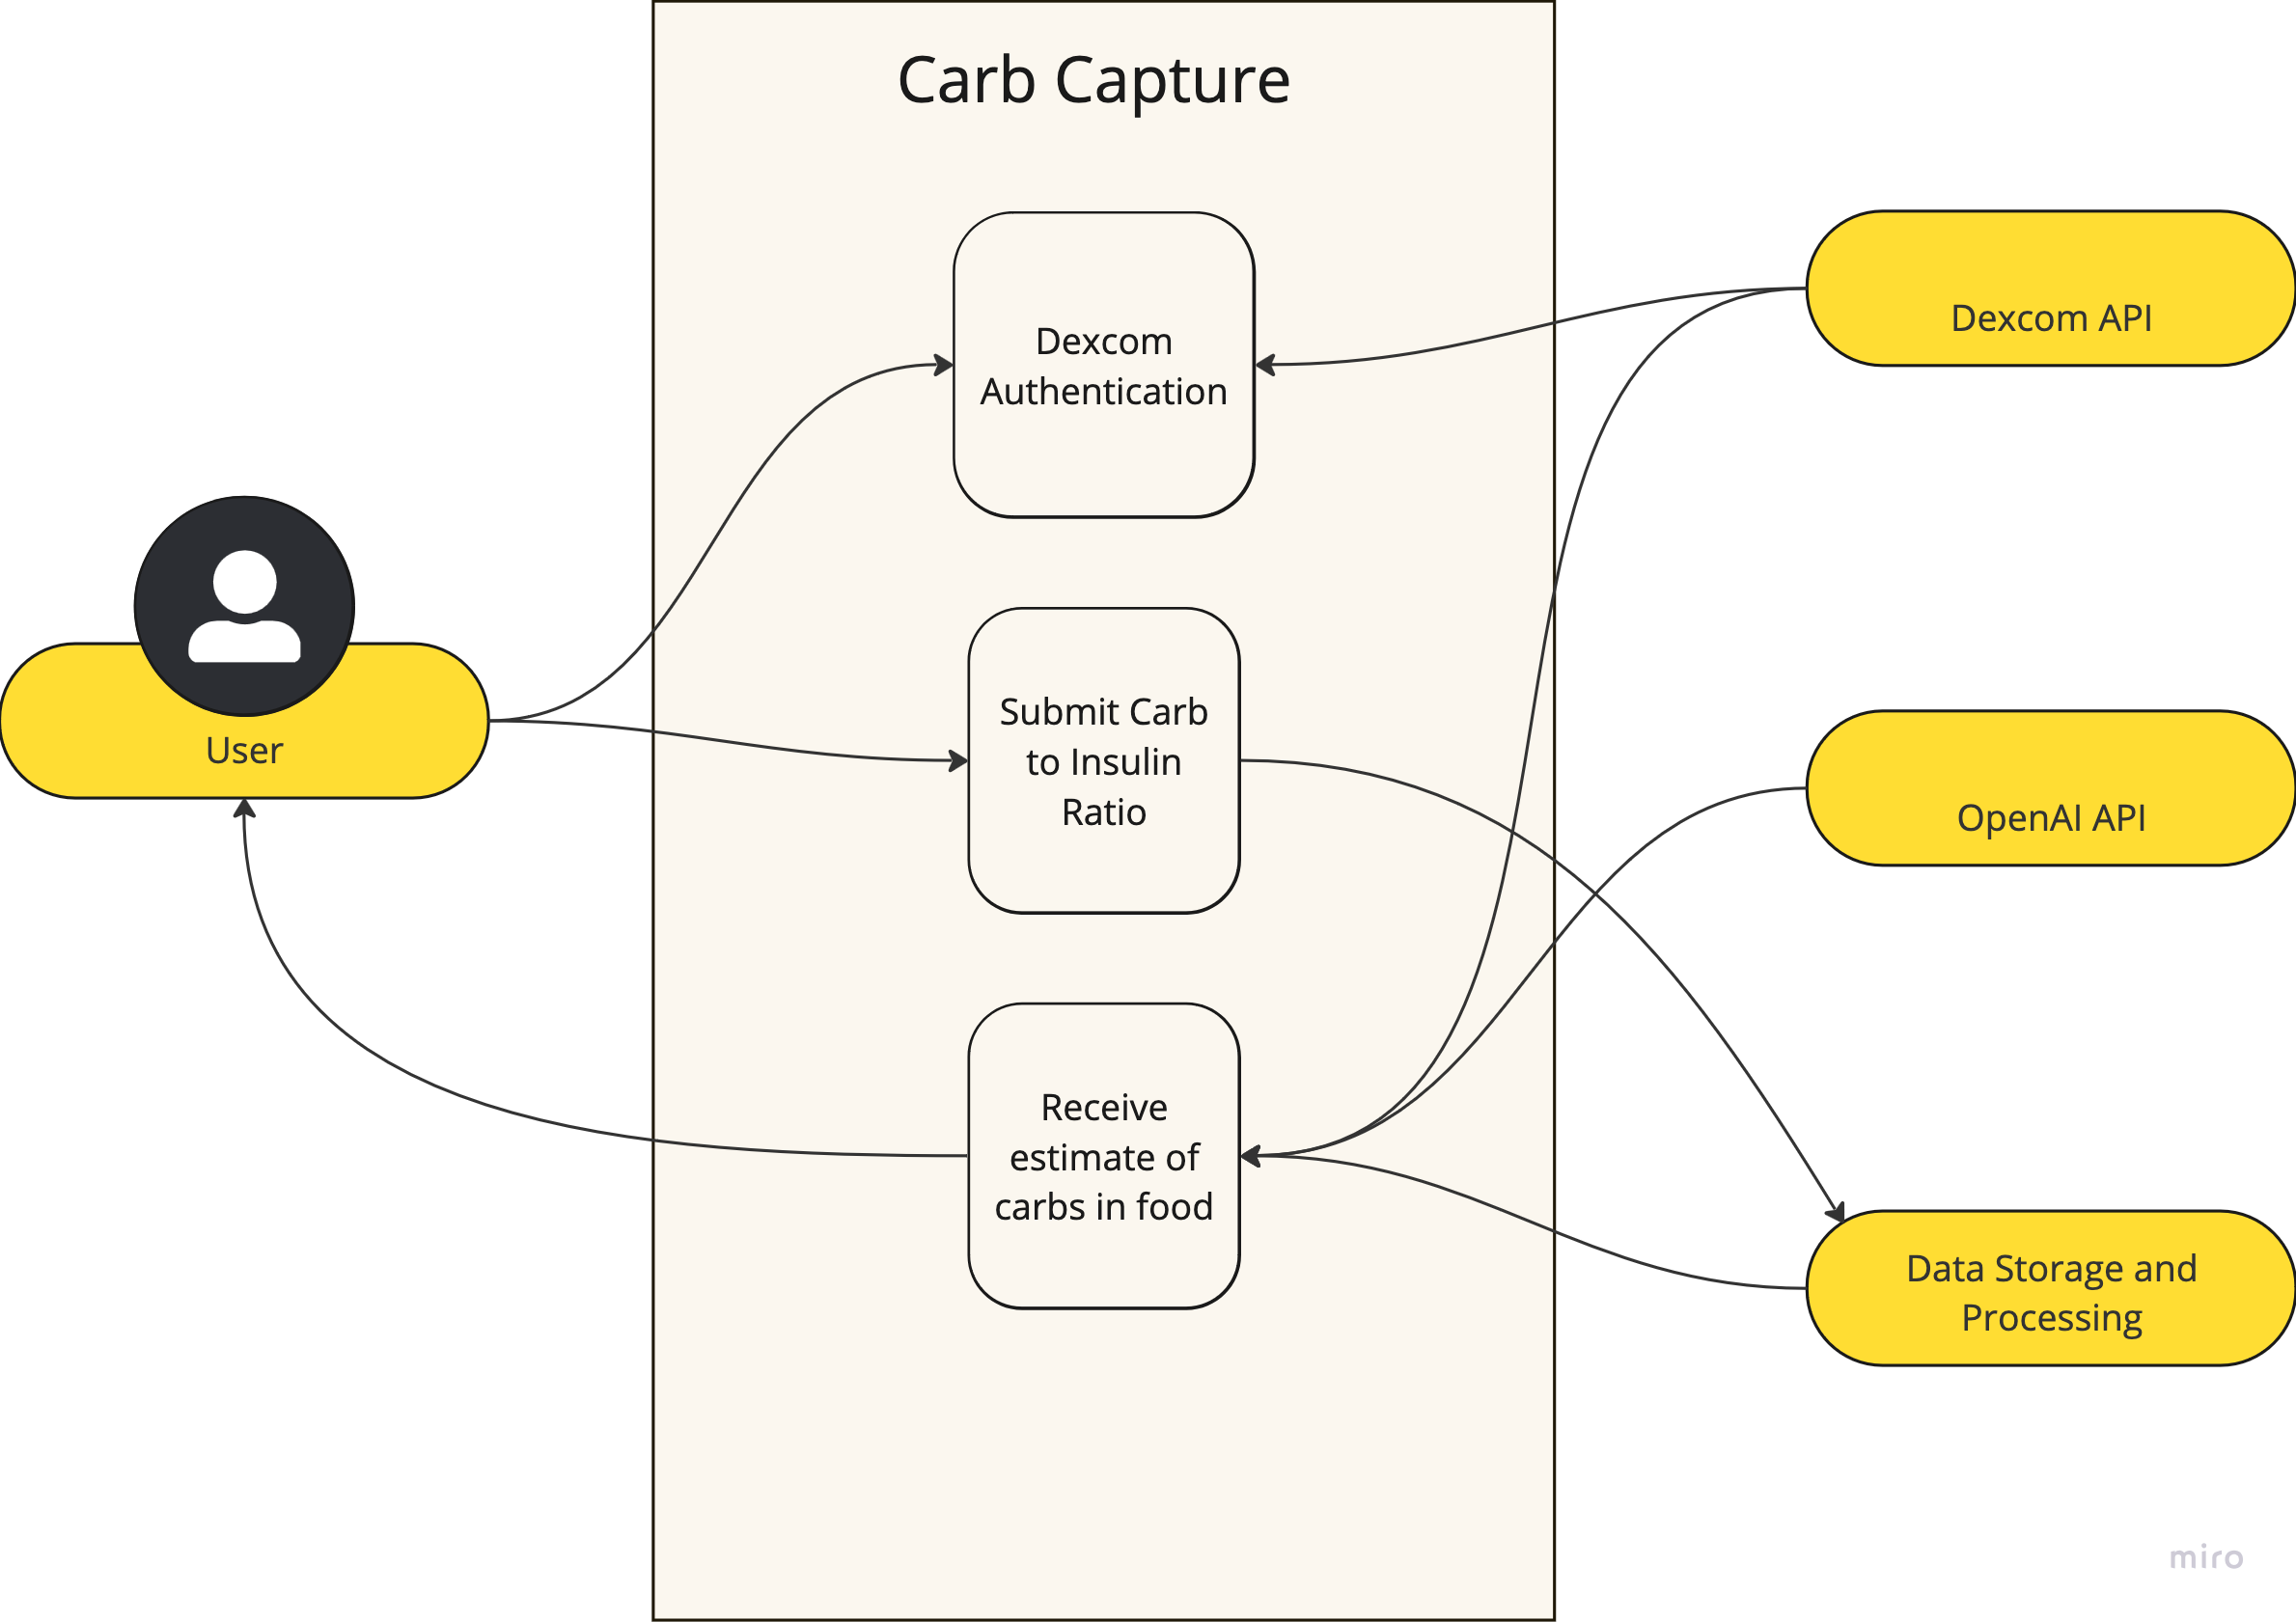 Carb Capture
Dexcom
Authentication
Dexcom API
User
Submit Carb
to Insulin
Ratio
OpenAI API
Receive
estimate of
carbs in food
Data Storage and
Processing
miro